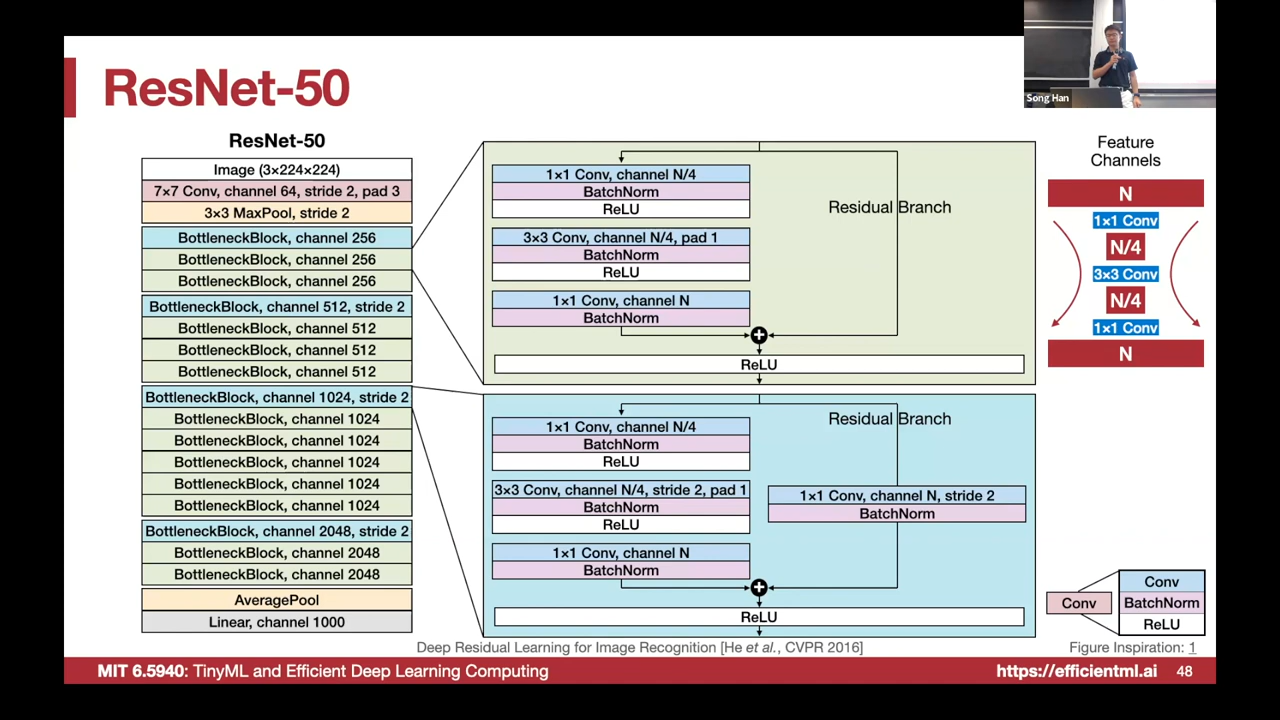 Song Han
ResNet-50
ResNet-50
Image (3×224×224)
7×7 Conv, channel 64, stride 2, pad 3
3×3 MaxPool, stride 2
BottleneckBlock, channel 256
BottleneckBlock, channel 256
BottleneckBlock, channel 256
BottleneckBlock, channel 512, stride 2
BottleneckBlock, channel 512
BottleneckBlock, channel 512
BottleneckBlock, channel 512
BottleneckBlock, channel 1024, stride 2
BottleneckBlock, channel 1024
BottleneckBlock, channel 1024
BottleneckBlock, channel 1024
BottleneckBlock, channel 1024
BottleneckBlock, channel 1024
BottleneckBlock, channel 2048, stride 2
BottleneckBlock, channel 2048
BottleneckBlock, channel 2048
AveragePool
Linear, channel 1000
1×1 Conv, channel N/4
BatchNorm
ReLU
3×3 Conv, channel N/4, pad 1
BatchNorm
ReLU
1×1 Conv, channel N
BatchNorm
Residual Branch
ReLU
1×1 Conv, channel N/4
BatchNorm
ReLU
3×3 Conv, channel N/4, stride 2, pad 1
BatchNorm
ReLU
1×1 Conv, channel N
BatchNorm
Residual Branch
1×1 Conv, channel N, stride 2
BatchNorm
ReLU
Feature
Channels
N
1×1 Conv
N/4
3×3 Conv
N/4
1×1 Conv
N
Conv
Conv
BatchNorm
ReLU
Deep Residual Learning for Image Recognition [He et al., CVPR 2016]
Figure Inspiration: 1
MIT 6.5940: TinyML and Efficient Deep Learning Computing
https://efficientml.ai
48